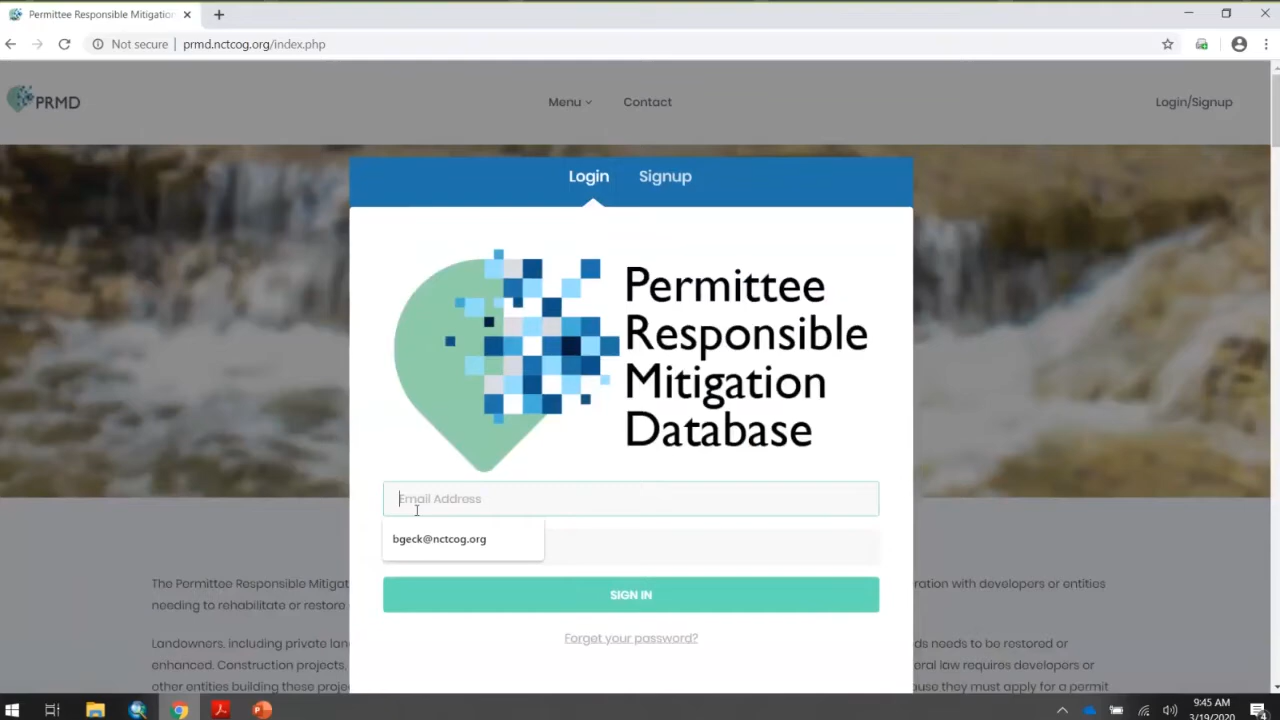 Permittee Responsible Mitigation
Not secure | prmd.nctcog.org/index.php
PRMD
Menu
Contact
Login/Signup
Login
Signup
Permittee
Responsible
Mitigation
Database
Email Address
bgeck@nctcog.org
SIGN IN
Forget your password?
The Permittee Responsible Mitigat
ration with developers or entities
needing to rehabilitate or restore
Landowners, including private lan
ds needs to be restored or
enhanced. Construction projects,
eral law requires developers or
other entities building these proje
ause they must apply for a permit
9:45 AM
3/19/2020